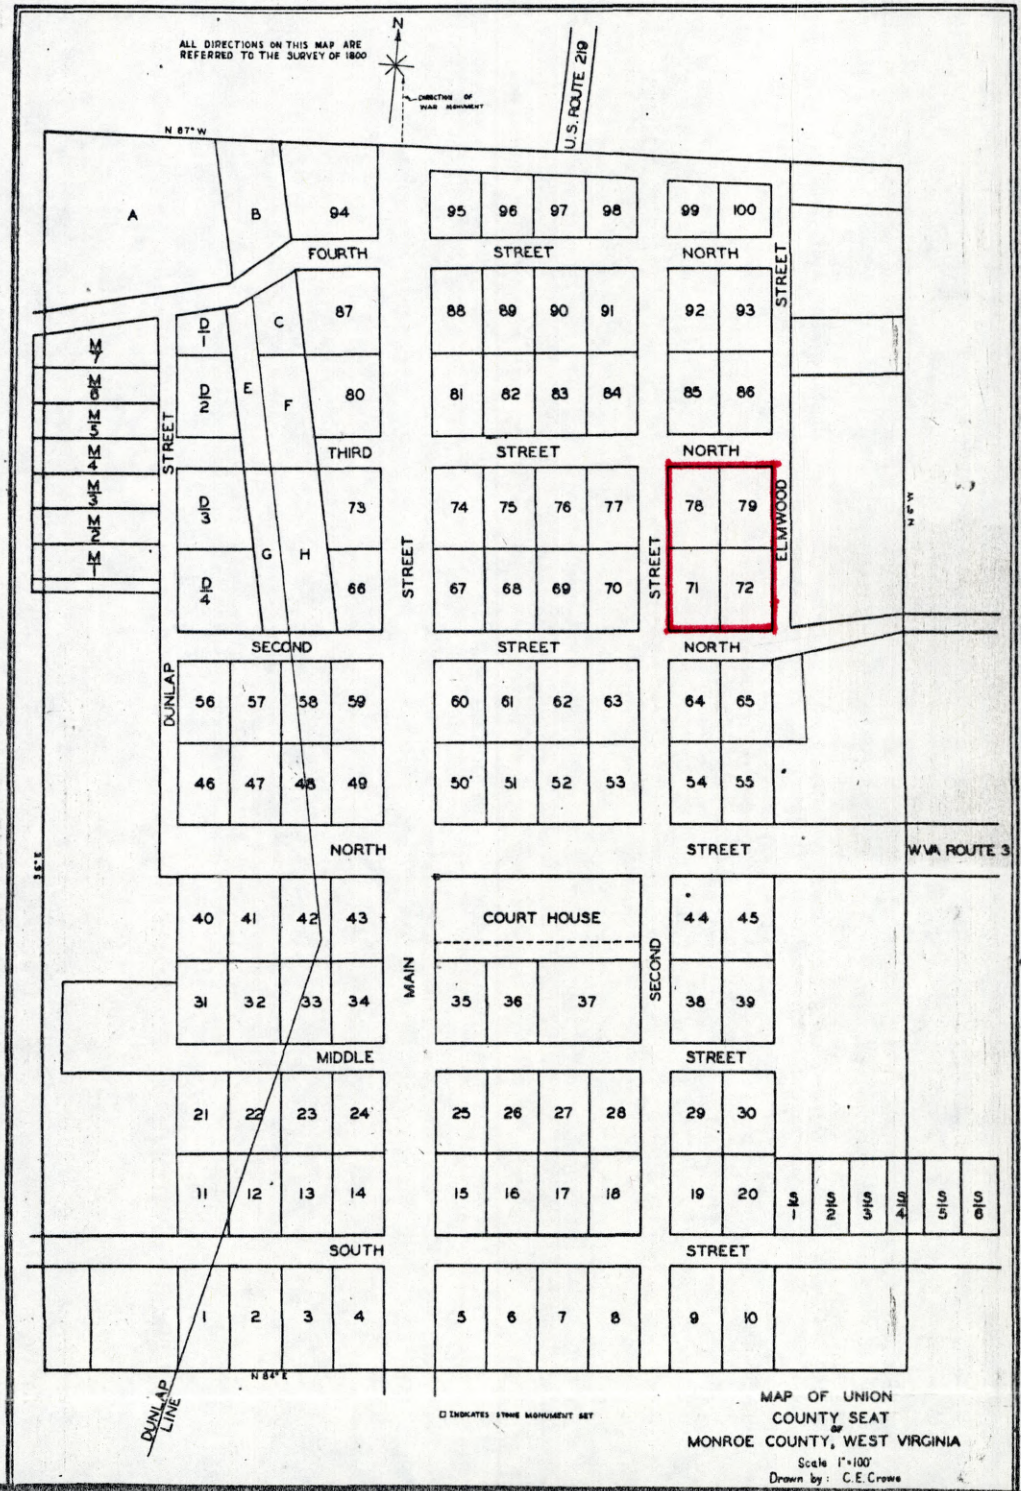 ALL DIRECTIONS ON THIS MAP ARE
REFERRED TO THE SURVEY OF 1800
N
DIRECTION OF
WAR MONUMENT
U.S. ROUTE 219
N 87° W
A B 94 95 96 97 98 99 100
FOURTH STREET NORTH
STREET
D/1 C 87 88 89 90 91 92 93
M/7
M/6
M/5
M/4
M/3
M/2
M/1
D/2 E F 80 81 82 83 84 85 86
STREET
THIRD STREET NORTH
D/3 73 74 75 76 77 78 79
ELMWOOD
STREET
STREET
G H
D/4 66 67 68 69 70 71 72
SECOND STREET NORTH
DUNLAP
56 57 58 59 60 61 62 63 64 65
46 47 48 49 50 51 52 53 54 55
NORTH STREET W.VA ROUTE 3
40 41 42 43 COURT HOUSE 44 45
MAIN
SECOND
31 32 33 34 35 36 37 38 39
MIDDLE STREET
21 22 23 24 25 26 27 28 29 30
11 12 13 14 15 16 17 18 19 20 S/1 S/2 S/3 S/4 S/5 S/6
SOUTH STREET
1 2 3 4 5 6 7 8 9 10
N 84° E
DUNLAP
LINE
INDICATES STONE MONUMENT SET
MAP OF UNION
COUNTY SEAT
OF
MONROE COUNTY, WEST VIRGINIA
Scale 1"=100'
Drawn by: C.E. Crowe